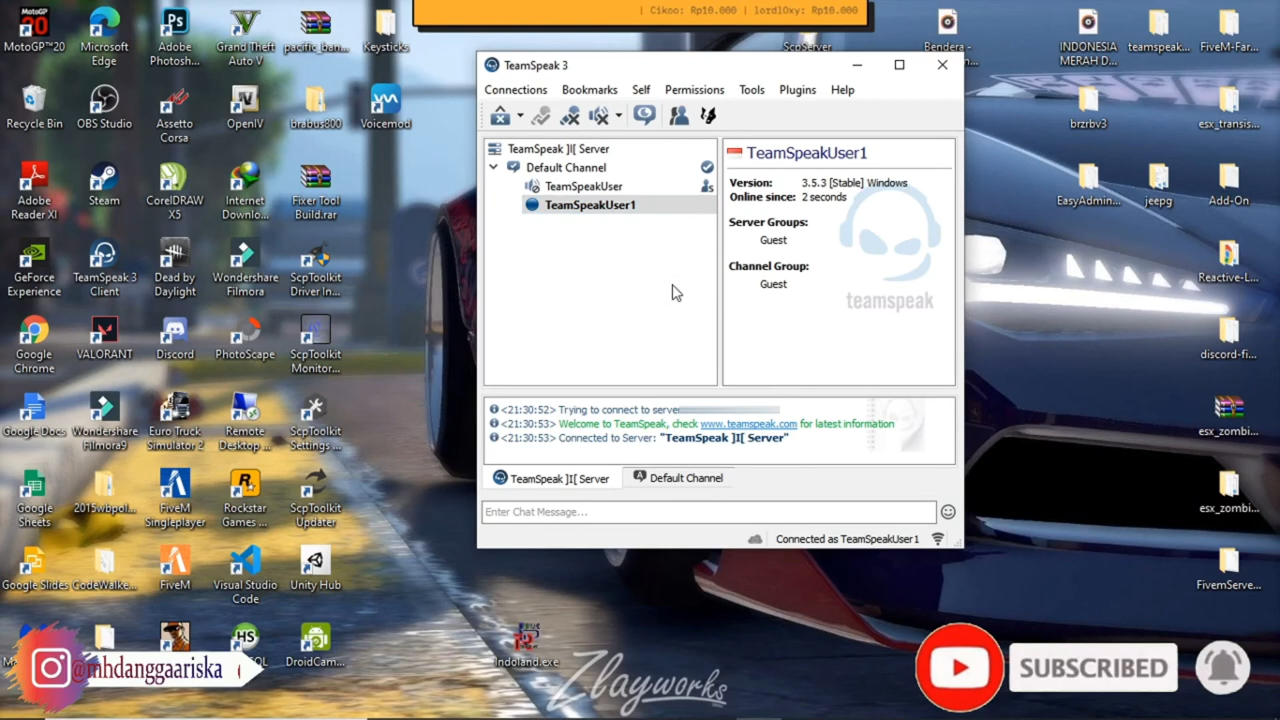 | Cikoo: Rp10.000 | lordlOxy: Rp10.000
MotoGP™20
Microsoft
Edge
Adobe
Photosh...
Grand Theft
Auto V
pacific_ban...
Keysticks
ScpServer
Bendera -
INDONESIA
MERAH D...
teamspeak...
FiveM-Far...
Recycle Bin
OBS Studio
Assetto
Corsa
OpenIV
brabus800
Voicemod
brzrbv3
esx_transis...
Adobe
Reader XI
Steam
CorelDRAW
X5
Internet
Downlo...
Fixer Tool
Build.rar
EasyAdmin...
jeepg
Add-On
GeForce
Experience
TeamSpeak 3
Client
Dead by
Daylight
Wondershare
Filmora
ScpToolkit
Driver In...
Reactive-L...
Google
Chrome
VALORANT
Discord
PhotoScape
ScpToolkit
Monitor...
discord-fi...
Google Docs
Wondershare
Filmora9
Euro Truck
Simulator 2
Remote
Desktop ...
ScpToolkit
Settings ...
esx_zombi...
Google
Sheets
2015wbpol...
FiveM
Singleplayer
Rockstar
Games ...
ScpToolkit
Updater
esx_zombi...
Google Slides
CodeWalke...
FiveM
Visual Studio
Code
Unity Hub
FivemServe...
DroidCam...
Indoland.exe
TeamSpeak 3
Connections Bookmarks Self Permissions Tools Plugins Help
TeamSpeak ]I[ Server
Default Channel
TeamSpeakUser
TeamSpeakUser1
TeamSpeakUser1
Version: 3.5.3 [Stable] Windows
Online since: 2 seconds
Server Groups:
Guest
Channel Group:
Guest
teamspeak
<21:30:52> Trying to connect to server
<21:30:53> Welcome to TeamSpeak, check www.teamspeak.com for latest information
<21:30:53> Connected to Server: "TeamSpeak ]I[ Server"
TeamSpeak ]I[ Server
Default Channel
Enter Chat Message...
Connected as TeamSpeakUser1
@mhdanggaariska
Zlayworks
SUBSCRIBED